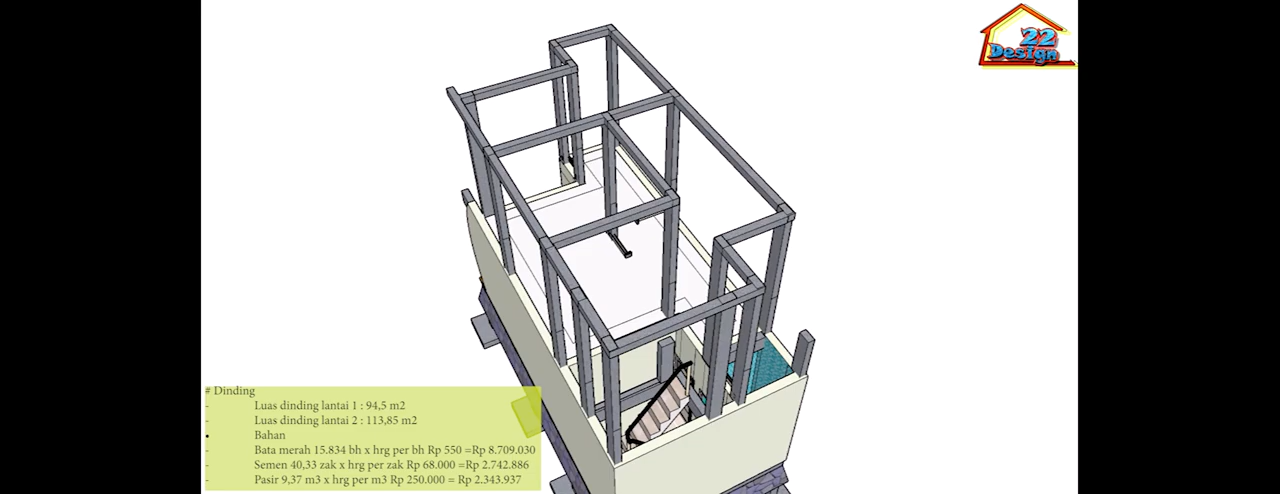 22
Design
# Dinding
- Luas dinding lantai 1 : 94,5 m2
- Luas dinding lantai 2 : 113,85 m2
• Bahan
- Bata merah 15.834 bh x hrg per bh Rp 550 =Rp 8.709.030
- Semen 40,33 zak x hrg per zak Rp 68.000 =Rp 2.742.886
- Pasir 9,37 m3 x hrg per m3 Rp 250.000 = Rp 2.343.937